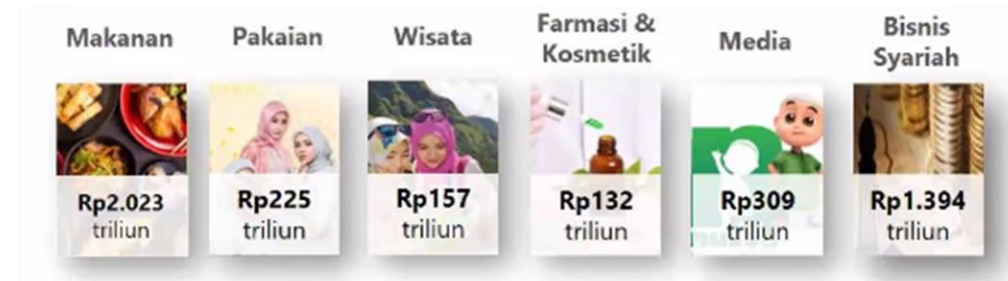 Makanan
Rp2.023
triliun
Pakaian
Rp225
triliun
Wisata
Rp157
triliun
Farmasi &
Kosmetik
Rp132
triliun
Media
Rp309
triliun
Bisnis
Syariah
Rp1.394
triliun